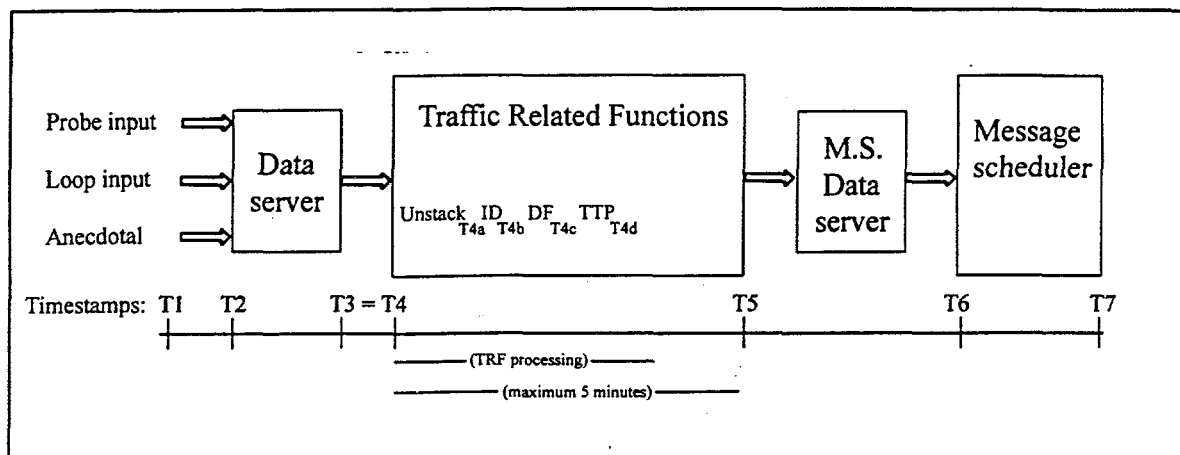 Traffic Related Functions
Probe input
Loop input
Anecdotal
Data
server
Unstack T4a ID T4b DF T4c TTP T4d
M.S.
Data
server
Message
scheduler
Timestamps: T1 T2 T3 = T4 T5 T6 T7
(TRF processing)
(maximum 5 minutes)